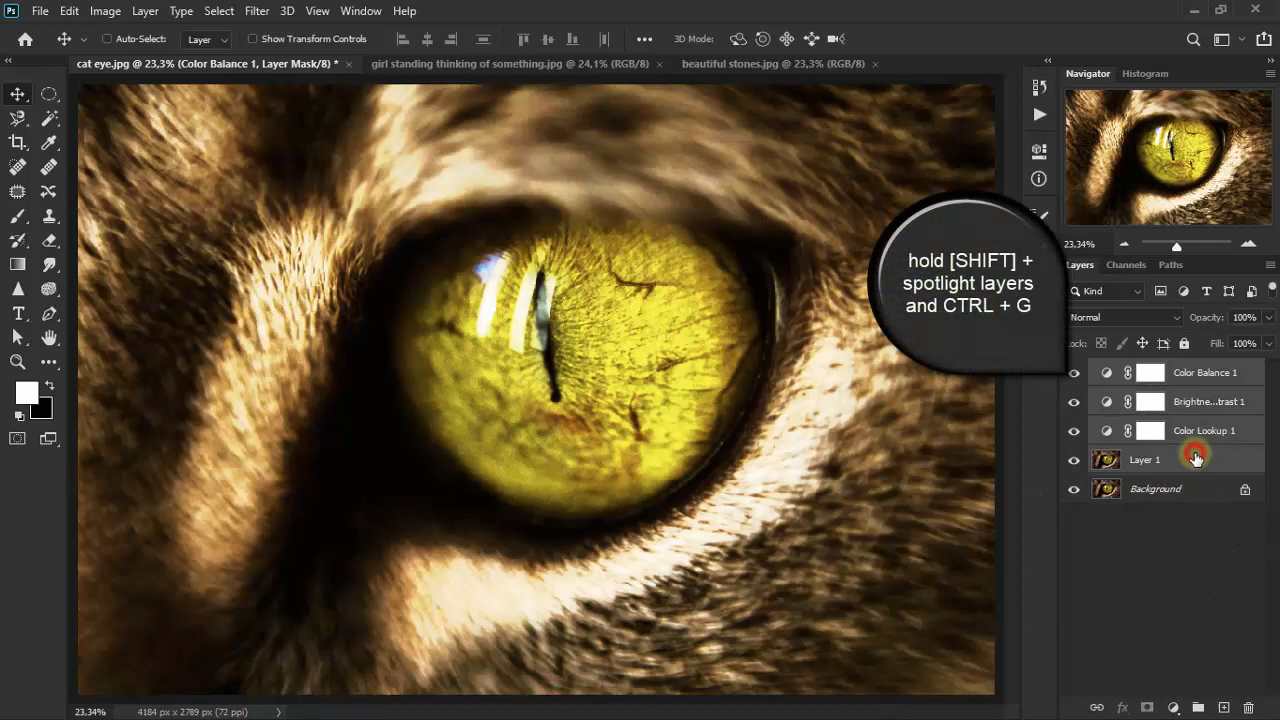 Ps File Edit Image Layer Type Select Filter 3D View Window Help
Auto-Select: Layer Show Transform Controls 3D Mode:
cat eye.jpg @ 23,3% (Color Balance 1, Layer Mask/8) * girl standing thinking of something.jpg @ 24,1% (RGB/8) beautiful stones.jpg @ 23,3% (RGB/8)
Navigator Histogram
23,34%
hold [SHIFT] +
spotlight layers
and CTRL + G
Layers Channels Paths
Kind
Normal Opacity: 100%
Lock: Fill: 100%
Color Balance 1
Brightne...trast 1
Color Lookup 1
Layer 1
Background
23,34% 4184 px x 2789 px (72 ppi)